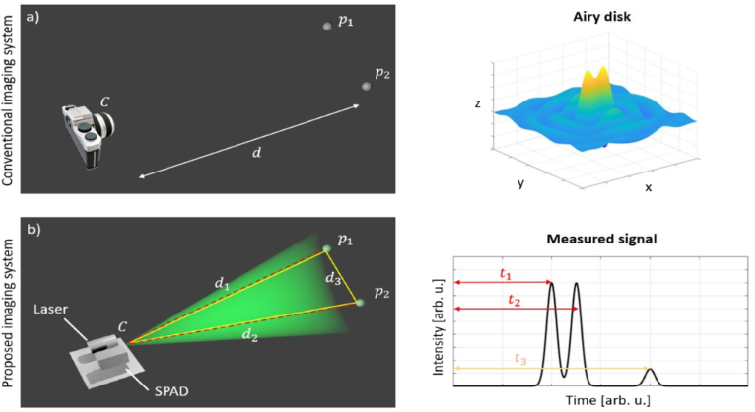 Conventional imaging system
a)
p₁
p₂
C
d
Airy disk
z
y
x
Proposed imaging system
b)
p₁
d₁
d₃
p₂
Laser
C
d₂
SPAD
Measured signal
t₁
t₂
t₃
Intensity [arb. u.]
Time [arb. u.]